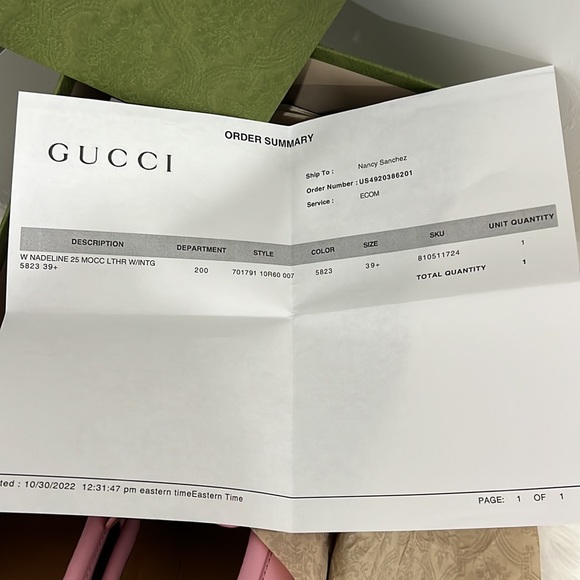 GUCCI
ORDER SUMMARY
Ship To : Nancy Sanchez
Order Number : US4920386201
Service : ECOM
DESCRIPTION DEPARTMENT STYLE COLOR SIZE SKU UNIT QUANTITY
W NADELINE 25 MOCC LTHR W/INTG 200 701791 10R60 007 5823 39+ 810511724 1
5823 39+
TOTAL QUANTITY 1
ted : 10/30/2022 12:31:47 pm eastern timeEastern Time
PAGE: 1 OF 1